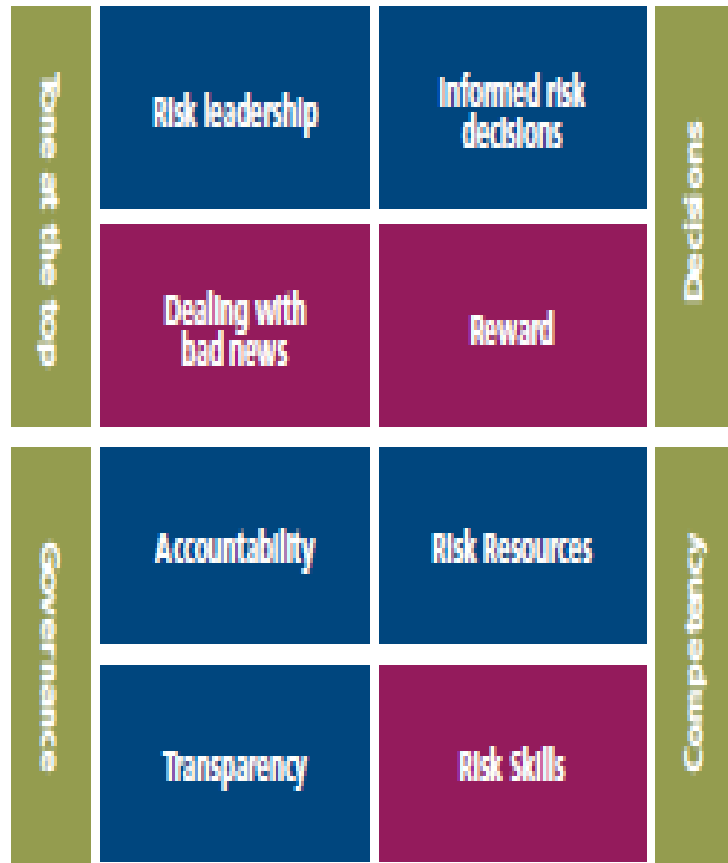 Tone at the top
Risk leadership
Informed risk
decisions
Decisions
Dealing with
bad news
Reward
Governance
Accountability
Risk Resources
Competency
Transparency
Risk Skills